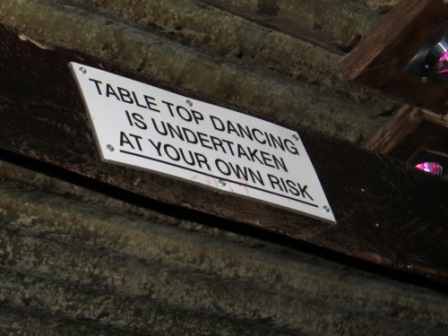 TABLE TOP DANCING
IS UNDERTAKEN
AT YOUR OWN RISK